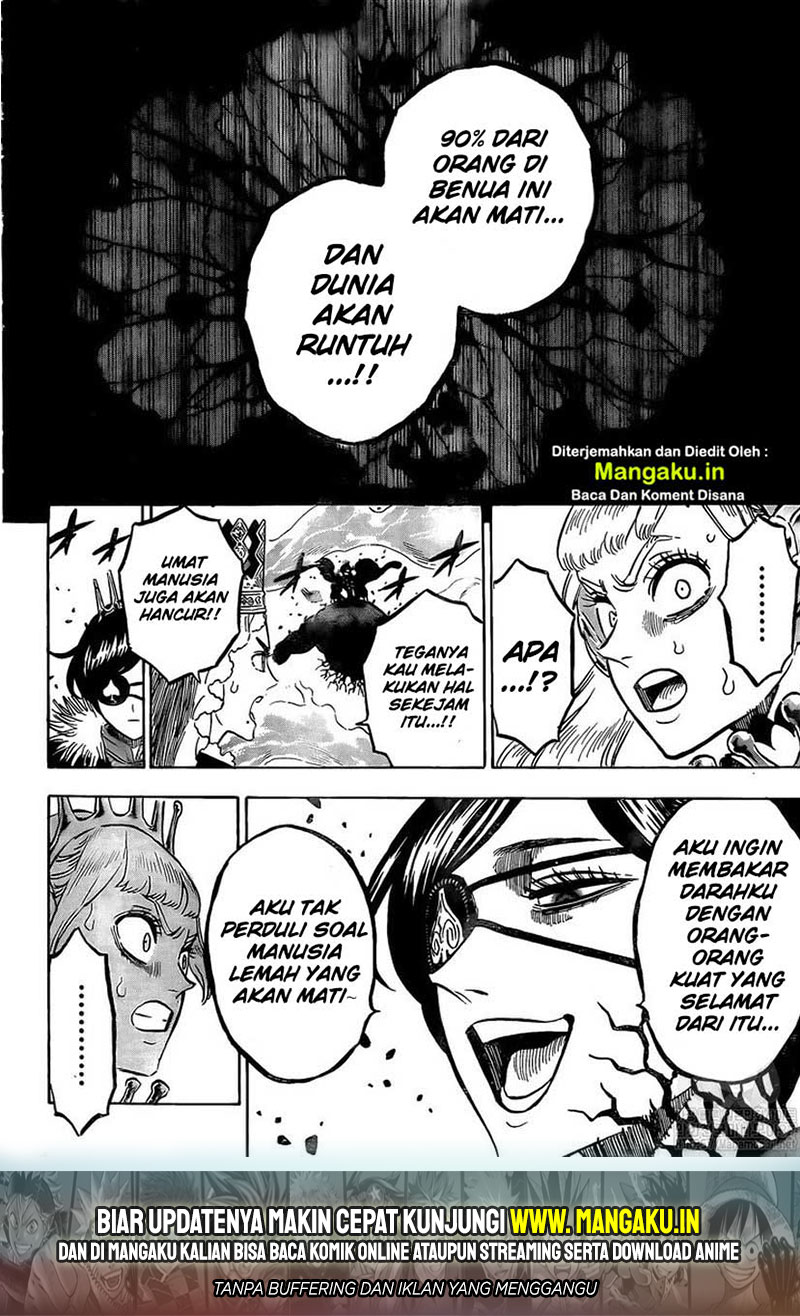 90% DARI
ORANG DI
BENUA INI
AKAN MATI...
DAN
DUNIA
AKAN
RUNTUH
...!!
Diterjemahkan dan Diedit Oleh :
Mangaku.in
Baca Dan Koment Disana
.......
APA
...!?
TEGANYA
KAU MELA-
KUKAN HAL
SEKEJAM
ITU...!!
UMAT
MANUSIA
JUGA AKAN
HANCUR!!
AKU INGIN
MEMBAKAR
DARAHKU
DENGAN
ORANG-
ORANG
KUAT YANG
SELAMAT
DARI ITU...
AKU TAK
PERDULI SOAL
MANUSIA
LEMAH YANG
AKAN MATI~
..........
BIAR UPDATENYA MAKIN CEPAT KUNJUNGI WWW. MANGAKU.IN
DAN DI MANGAKU KALIAN BISA BACA KOMIK ONLINE ATAUPUN STREAMING SERTA DOWNLOAD ANIME
TANPA BUFFERING DAN IKLAN YANG MENGGANGU